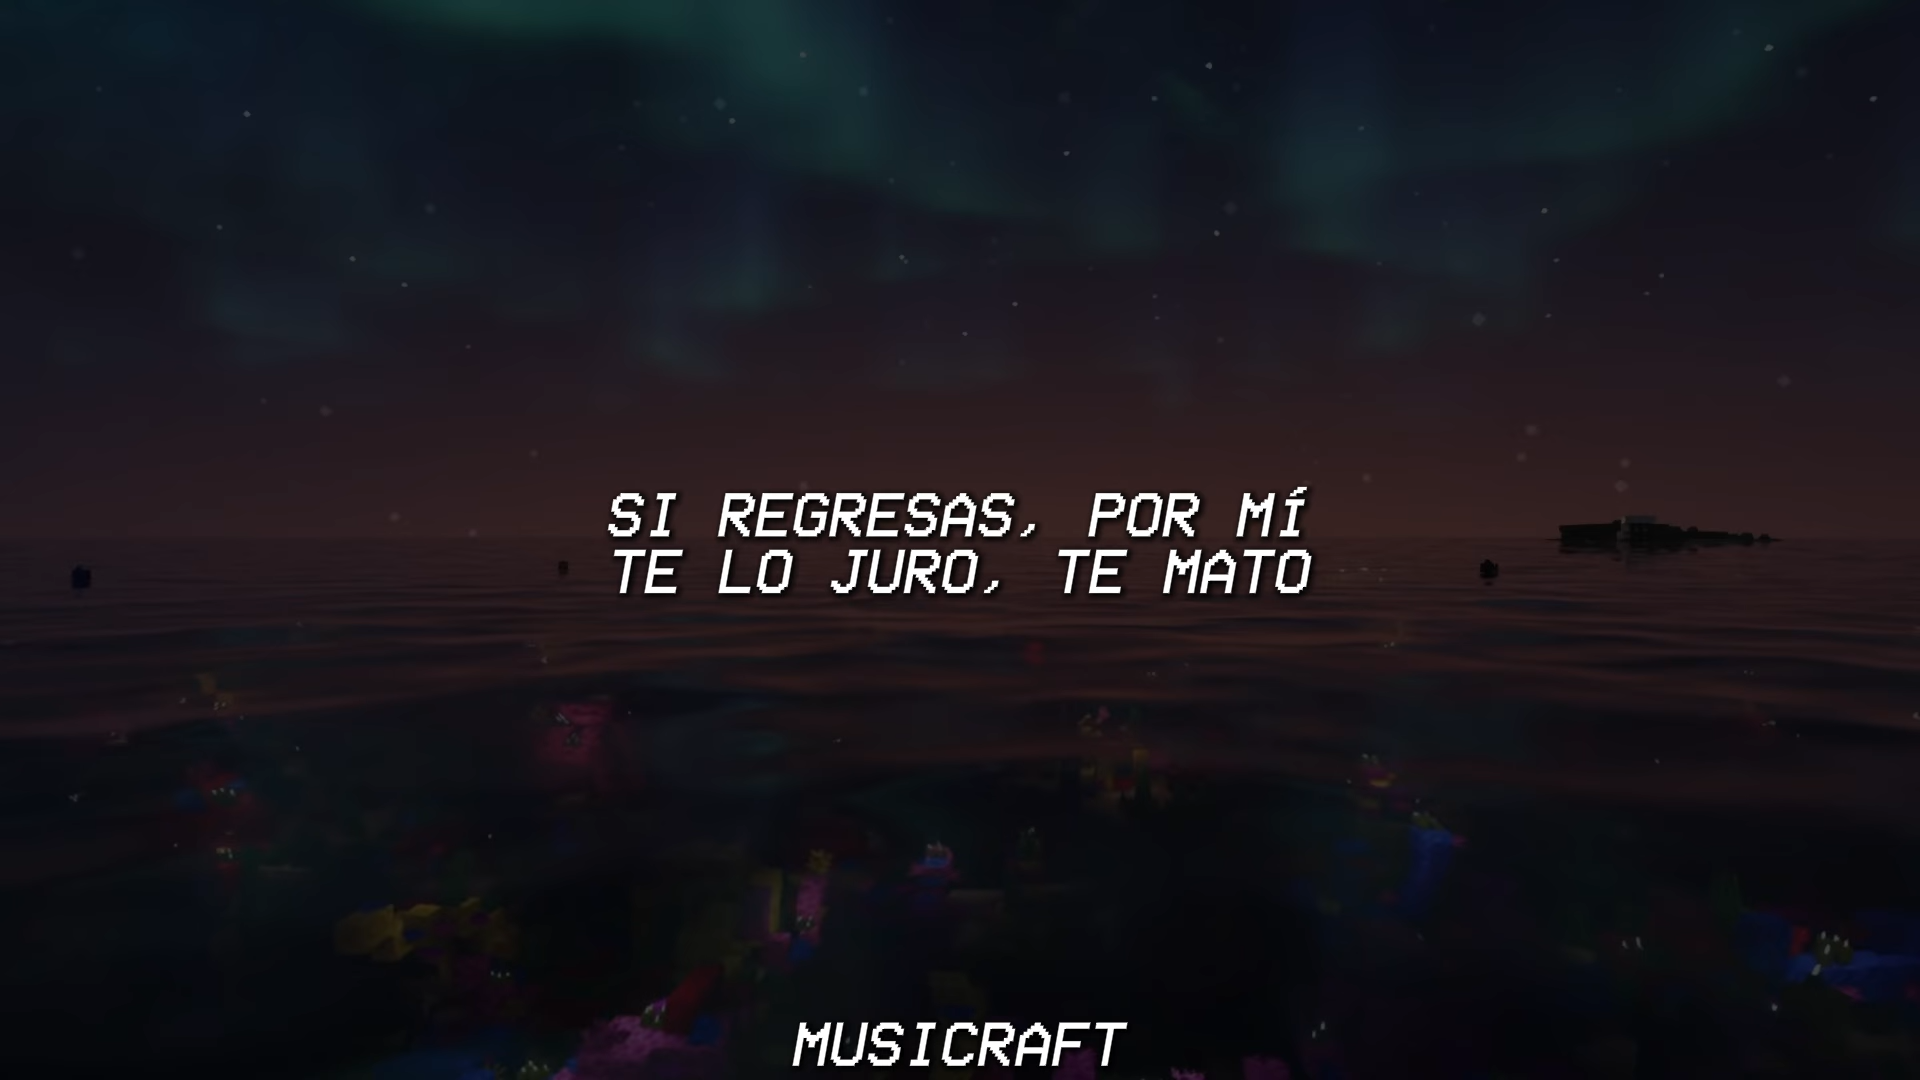 SI REGRESAS, POR MÍ
TE LO JURO, TE MATO
MUSICRAFT